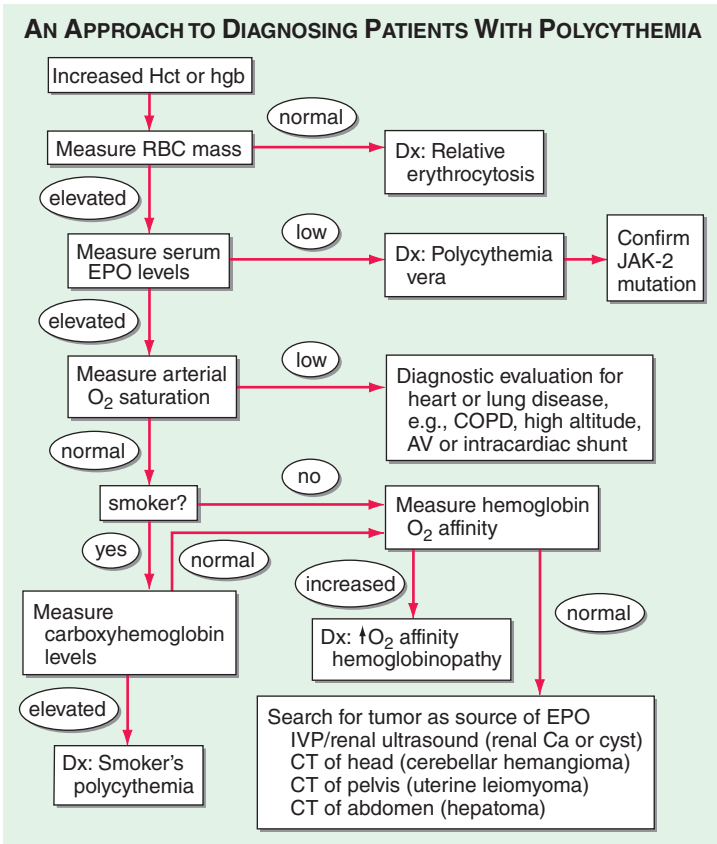 AN APPROACH TO DIAGNOSING PATIENTS WITH POLYCYTHEMIA
Increased Hct or hgb
normal
Measure RBC mass
Dx: Relative
erythrocytosis
elevated
low
Measure serum
EPO levels
Dx: Polycythemia
vera
Confirm
JAK-2
mutation
elevated
low
Measure arterial
O2 saturation
Diagnostic evaluation for
heart or lung disease,
e.g., COPD, high altitude,
AV or intracardiac shunt
normal
no
smoker?
Measure hemoglobin
O2 affinity
yes
normal
increased
normal
Measure
carboxyhemoglobin
levels
Dx: ↑O2 affinity
hemoglobinopathy
elevated
Search for tumor as source of EPO
IVP/renal ultrasound (renal Ca or cyst)
CT of head (cerebellar hemangioma)
CT of pelvis (uterine leiomyoma)
CT of abdomen (hepatoma)
Dx: Smoker's
polycythemia